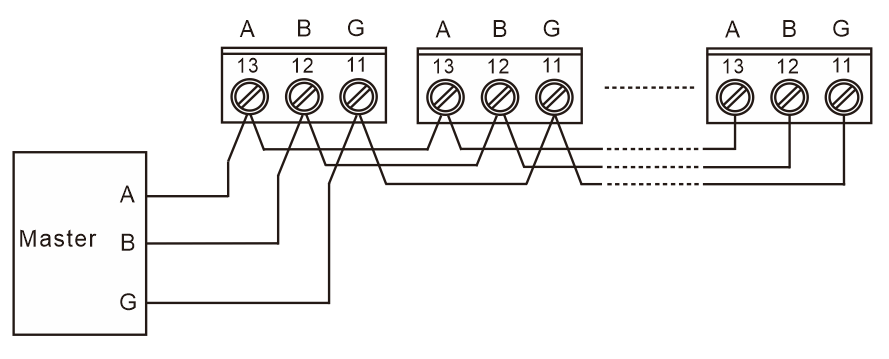 A B G A B G A B G
13 12 11 13 12 11 13 12 11
A
Master B
G